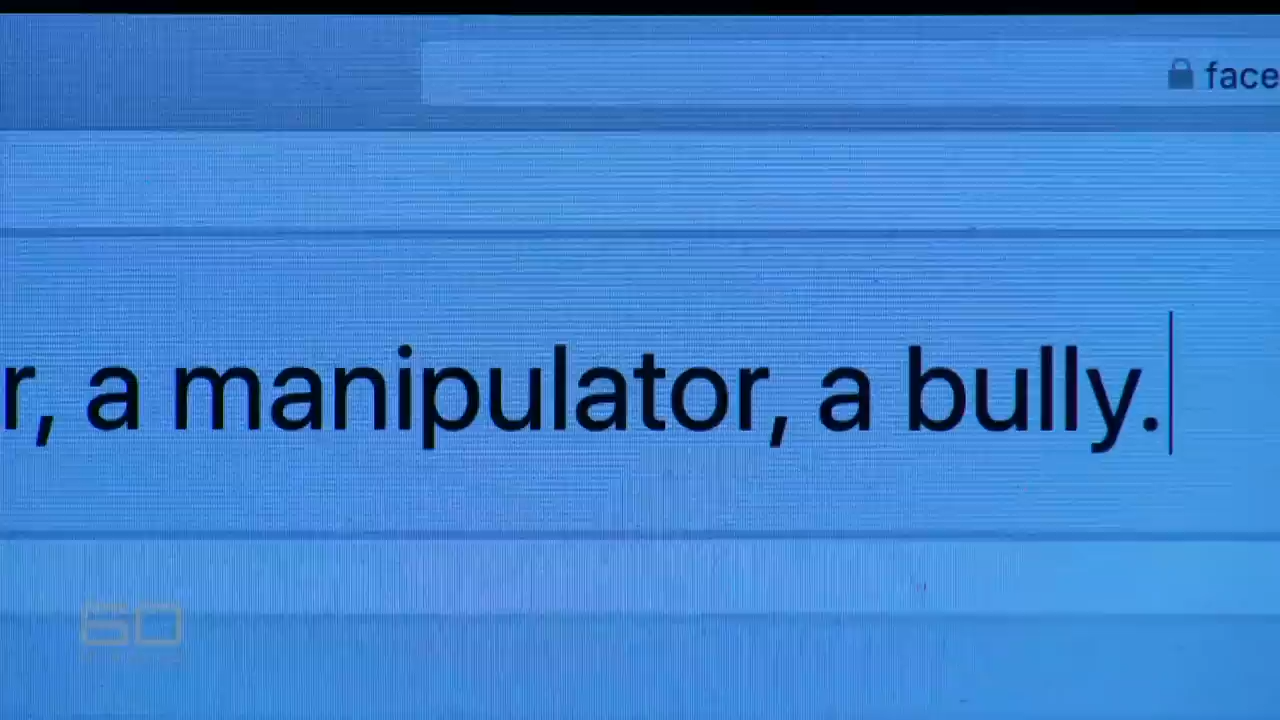 face
r, a manipulator, a bully.
60